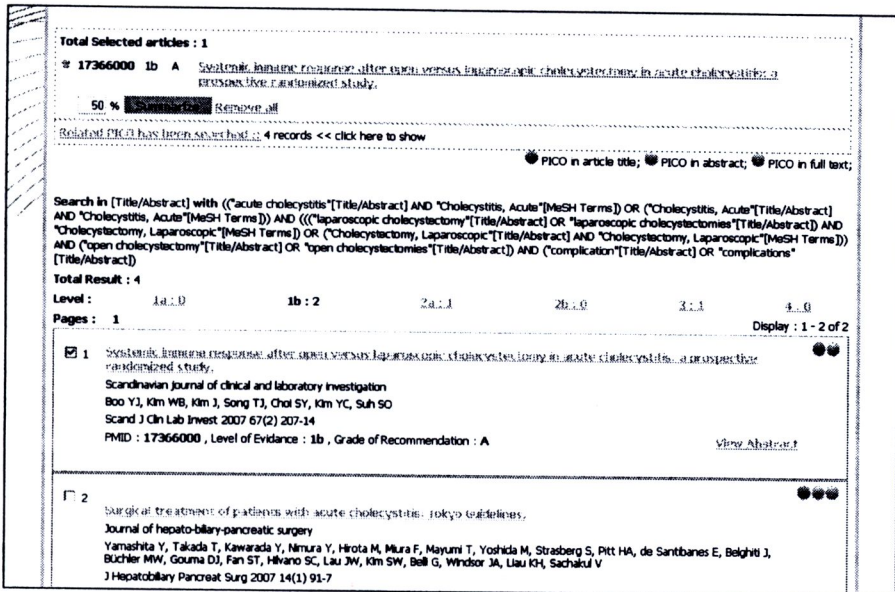 Total Selected articles : 1
17366000 1b A Systemic immune response after open versus laparoscopic cholecystectomy in acute cholecystitis: a
prospective randomized study.
50 % Summarize Remove all
Related PICO has been searched :: 4 records << click here to show
PICO in article title; PICO in abstract; PICO in full text;
Search in [Title/Abstract] with (("acute cholecystitis"[Title/Abstract] AND "Cholecystitis, Acute"[MeSH Terms]) OR ("Cholecystitis, Acute"[Title/Abstract]
AND "Cholecystitis, Acute"[MeSH Terms])) AND ((("laparoscopic cholecystectomy"[Title/Abstract] OR "laparoscopic cholecystectomies"[Title/Abstract]) AND
"Cholecystectomy, Laparoscopic"[MeSH Terms]) OR ("Cholecystectomy, Laparoscopic"[Title/Abstract] AND "Cholecystectomy, Laparoscopic"[MeSH Terms]))
AND ("open cholecystectomy"[Title/Abstract] OR "open cholecystectomies"[Title/Abstract]) AND ("complication"[Title/Abstract] OR "complications"
[Title/Abstract])
Total Result : 4
Level : 1a : 0 1b : 2 2a : 1 2b : 0 3 : 1 4 : 0
Pages : 1
Display : 1 - 2 of 2
1 Systemic immune response after open versus laparoscopic cholecystectomy in acute cholecystitis: a prospective
randomized study.
Scandinavian journal of clinical and laboratory investigation
Boo YJ, Kim WB, Kim J, Song TJ, Choi SY, Kim YC, Suh SO
Scand J Clin Lab Invest 2007 67(2) 207-14
PMID : 17366000 , Level of Evidence : 1b , Grade of Recommendation : A
View Abstract
2
Surgical treatment of patients with acute cholecystitis: Tokyo Guidelines.
Journal of hepato-biliary-pancreatic surgery
Yamashita Y, Takada T, Kawarada Y, Nimura Y, Hirota M, Miura F, Mayumi T, Yoshida M, Strasberg S, Pitt HA, de Santibanes E, Belghiti J,
Büchler MW, Gouma DJ, Fan ST, Hilvano SC, Lau JW, Kim SW, Belli G, Windsor JA, Liau KH, Sachakul V
J Hepatobiliary Pancreat Surg 2007 14(1) 91-7